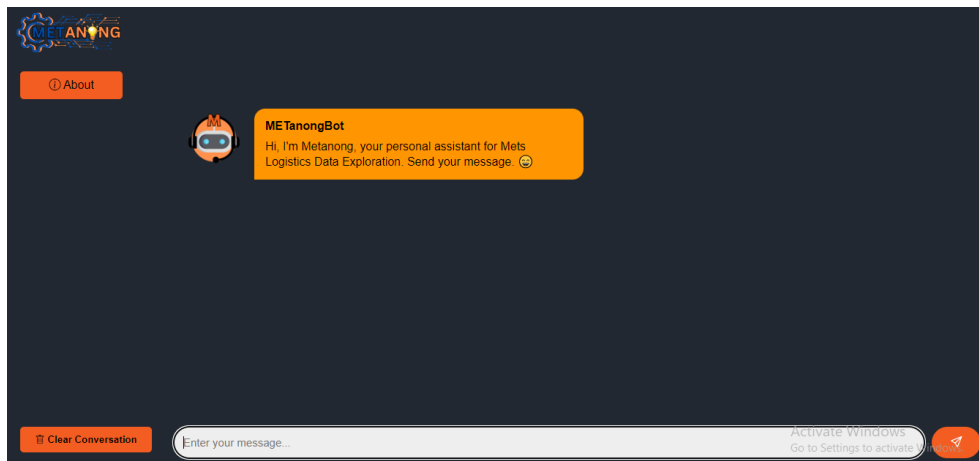 METANONG
About
M
METanongBot
Hi, I'm Metanong, your personal assistant for Mets
Logistics Data Exploration. Send your message. 😄
Clear Conversation
Enter your message...
Activate Windows
Go to Settings to activate Windows.